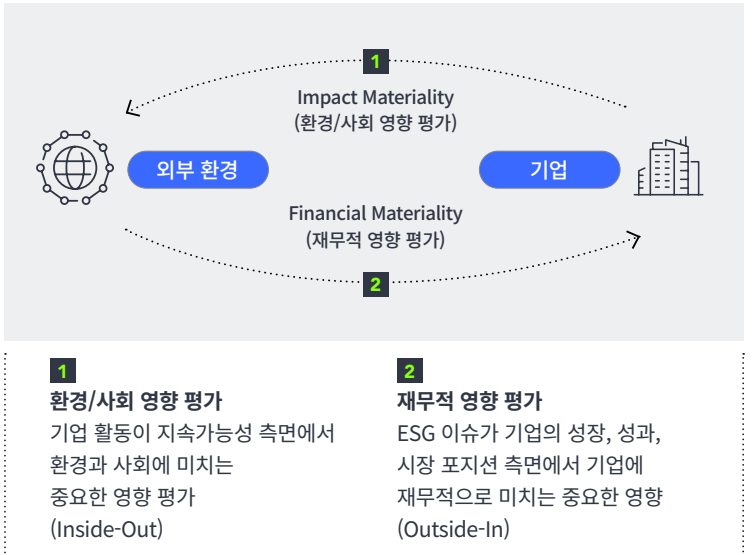 1
Impact Materiality
(환경/사회 영향 평가)
외부 환경
기업
Financial Materiality
(재무적 영향 평가)
2
1
환경/사회 영향 평가
기업 활동이 지속가능성 측면에서
환경과 사회에 미치는
중요한 영향 평가
(Inside-Out)
2
재무적 영향 평가
ESG 이슈가 기업의 성장, 성과,
시장 포지션 측면에서 기업에
재무적으로 미치는 중요한 영향
(Outside-In)